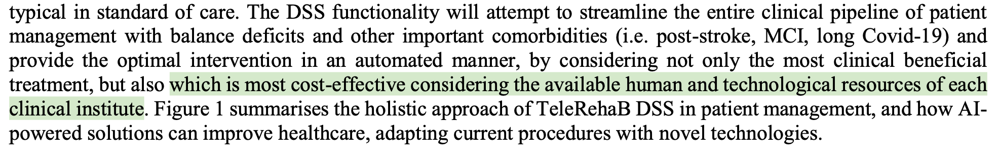 typical in standard of care. The DSS functionality will attempt to streamline the entire clinical pipeline of patient
management with balance deficits and other important comorbidities (i.e. post-stroke, MCI, long Covid-19) and
provide the optimal intervention in an automated manner, by considering not only the most clinical beneficial
treatment, but also which is most cost-effective considering the available human and technological resources of each
clinical institute. Figure 1 summarises the holistic approach of TeleRehaB DSS in patient management, and how AI-
powered solutions can improve healthcare, adapting current procedures with novel technologies.